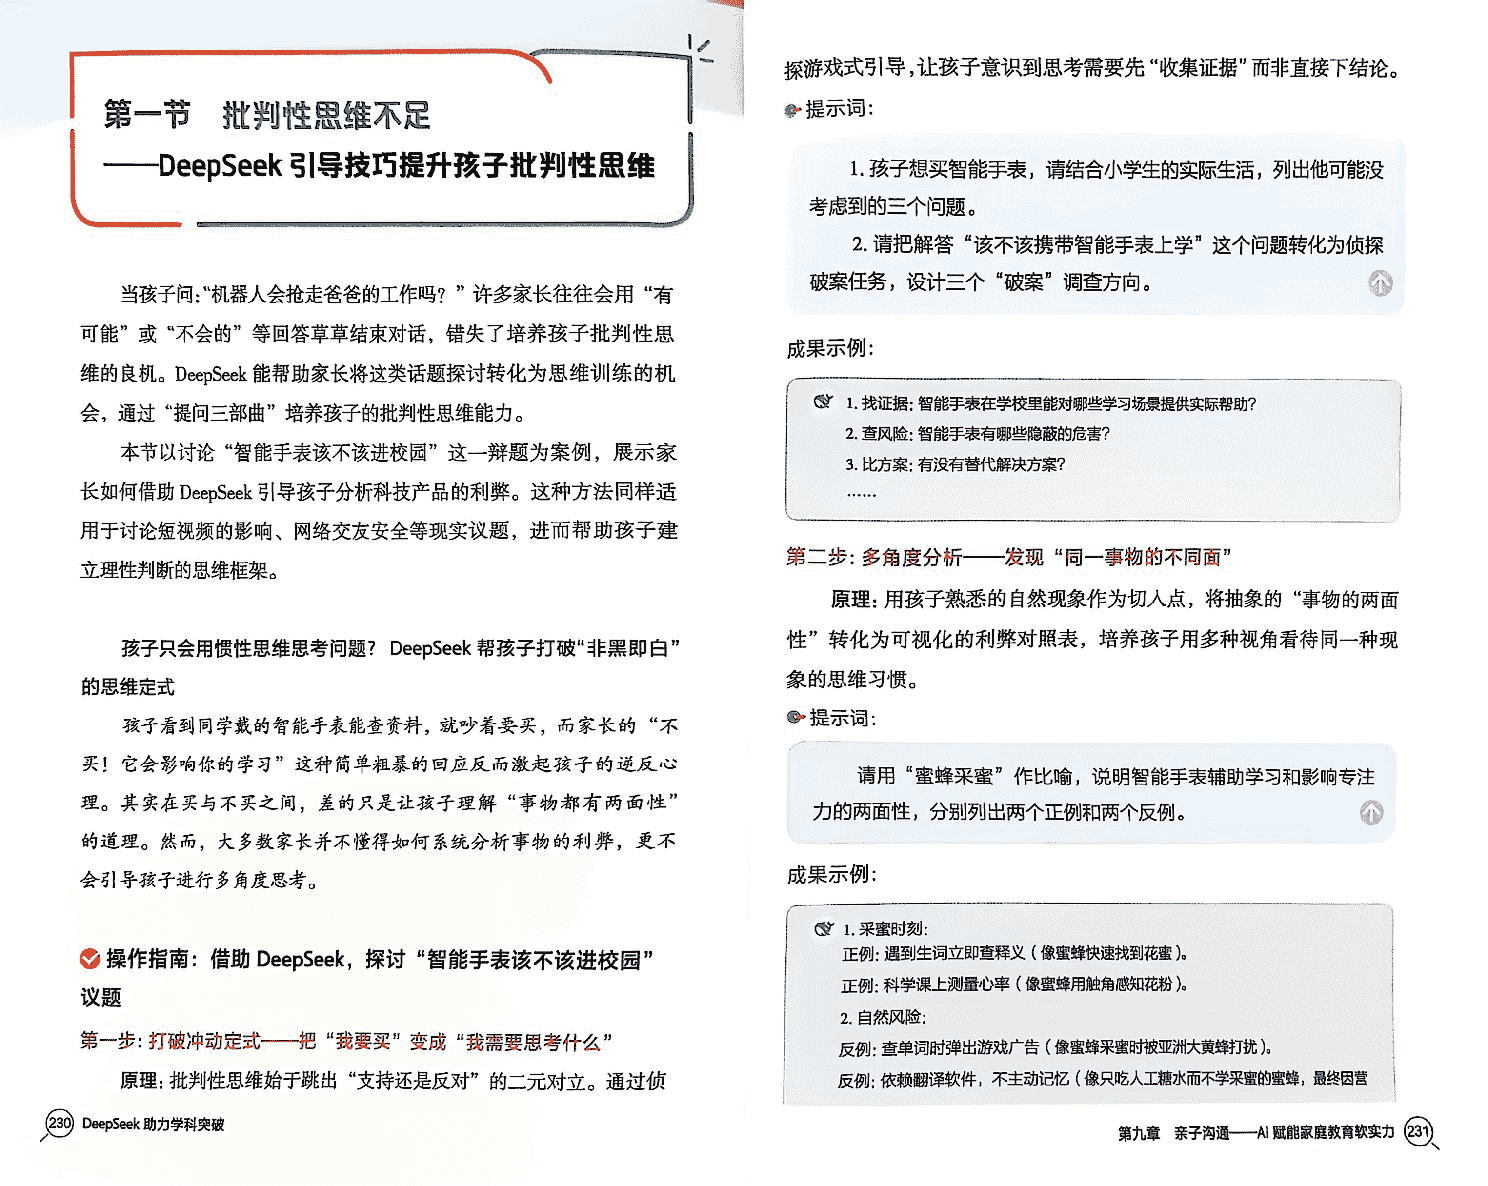 第一节 批判性思维不足
——DeepSeek 引导技巧提升孩子批判性思维
当孩子问：“机器人会抢走爸爸的工作吗？”许多家长往往会用“有
可能”或“不会的”等回答草草结束对话，错失了培养孩子批判性思
维的良机。DeepSeek 能帮助家长将这类话题探讨转化为思维训练的机
会，通过“提问三部曲”培养孩子的批判性思维能力。
本节以讨论“智能手表该不该进校园”这一辩题为案例，展示家
长如何借助 DeepSeek 引导孩子分析科技产品的利弊。这种方法同样适
用于讨论短视频的影响、网络交友安全等现实议题，进而帮助孩子建
立理性判断的思维框架。
孩子只会用惯性思维思考问题？DeepSeek 帮孩子打破“非黑即白”
的思维定式
孩子看到同学戴的智能手表能查资料，就吵着要买，而家长的“不
买！它会影响你的学习”这种简单粗暴的回应反而激起孩子的逆反心
理。其实在买与不买之间，差的只是让孩子理解“事物都有两面性”
的道理。然而，大多数家长并不懂得如何系统分析事物的利弊，更不
会引导孩子进行多角度思考。
操作指南：借助 DeepSeek，探讨“智能手表该不该进校园”
议题
第一步：打破冲动定式——把“我要买”变成“我需要思考什么”
原理：批判性思维始于跳出“支持还是反对”的二元对立。通过侦
230 DeepSeek 助力学科突破
探游戏式引导，让孩子意识到思考需要先“收集证据”而非直接下结论。
提示词：
1. 孩子想买智能手表，请结合小学生的实际生活，列出他可能没
考虑到的三个问题。
2. 请把解答“该不该携带智能手表上学”这个问题转化为侦探
破案任务，设计三个“破案”调查方向。
成果示例：
1. 找证据：智能手表在学校里能对哪些学习场景提供实际帮助？
2. 查风险：智能手表有哪些隐蔽的危害？
3. 比方案：有没有替代解决方案？
……
第二步：多角度分析——发现“同一事物的不同面”
原理：用孩子熟悉的自然现象作为切入点，将抽象的“事物的两面
性”转化为可视化的利弊对照表，培养孩子用多种视角看待同一种现
象的思维习惯。
提示词：
请用“蜜蜂采蜜”作比喻，说明智能手表辅助学习和影响专注
力的两面性，分别列出两个正例和两个反例。
成果示例：
1. 采蜜时刻：
正例：遇到生词立即查释义（像蜜蜂快速找到花蜜）。
正例：科学课上测量心率（像蜜蜂用触角感知花粉）。
2. 自然风险：
反例：查单词时弹出游戏广告（像蜜蜂采蜜时被亚洲大黄蜂打扰）。
反例：依赖翻译软件，不主动记忆（像只吃人工糖水而不学采蜜的蜜蜂，最终因营
第九章 亲子沟通——AI 赋能家庭教育软实力 231